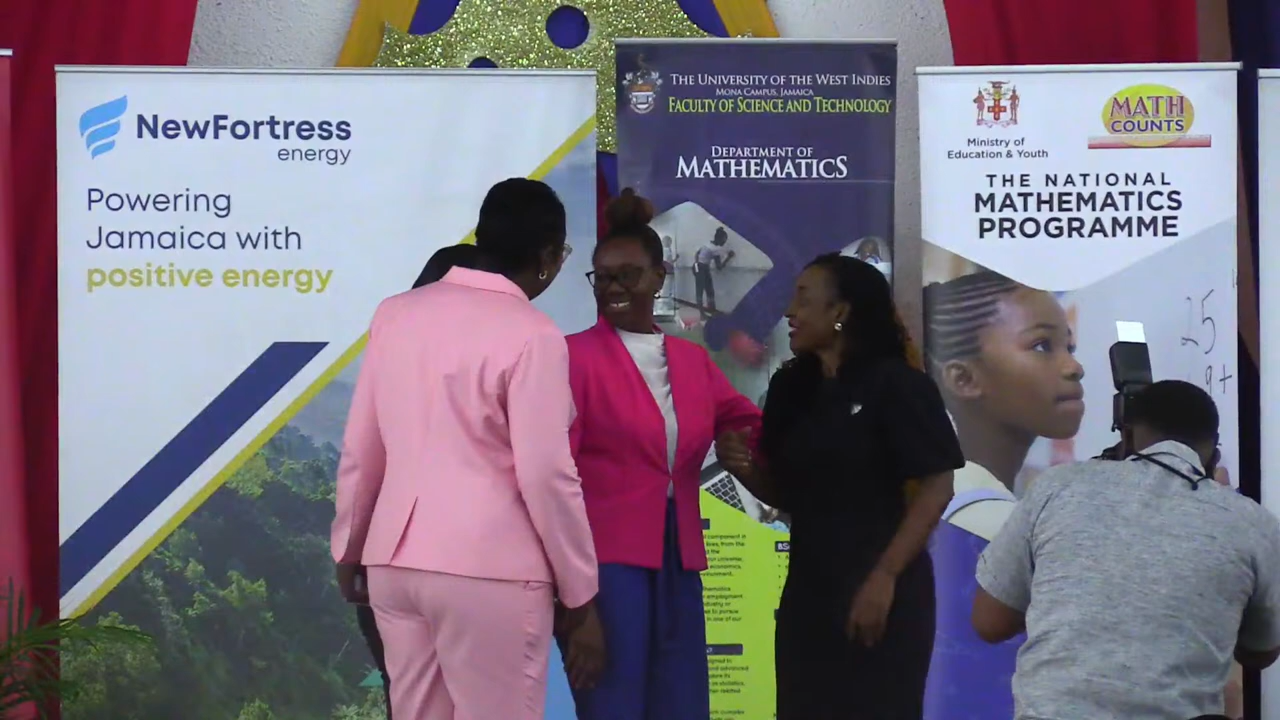 NewFortress
energy
Powering
Jamaica with
positive energy
THE UNIVERSITY OF THE WEST INDIES
MONA CAMPUS, JAMAICA
FACULTY OF SCIENCE AND TECHNOLOGY
DEPARTMENT OF
MATHEMATICS
Ministry of
Education & Youth
MATH
COUNTS
THE NATIONAL
MATHEMATICS
PROGRAMME
25
9+